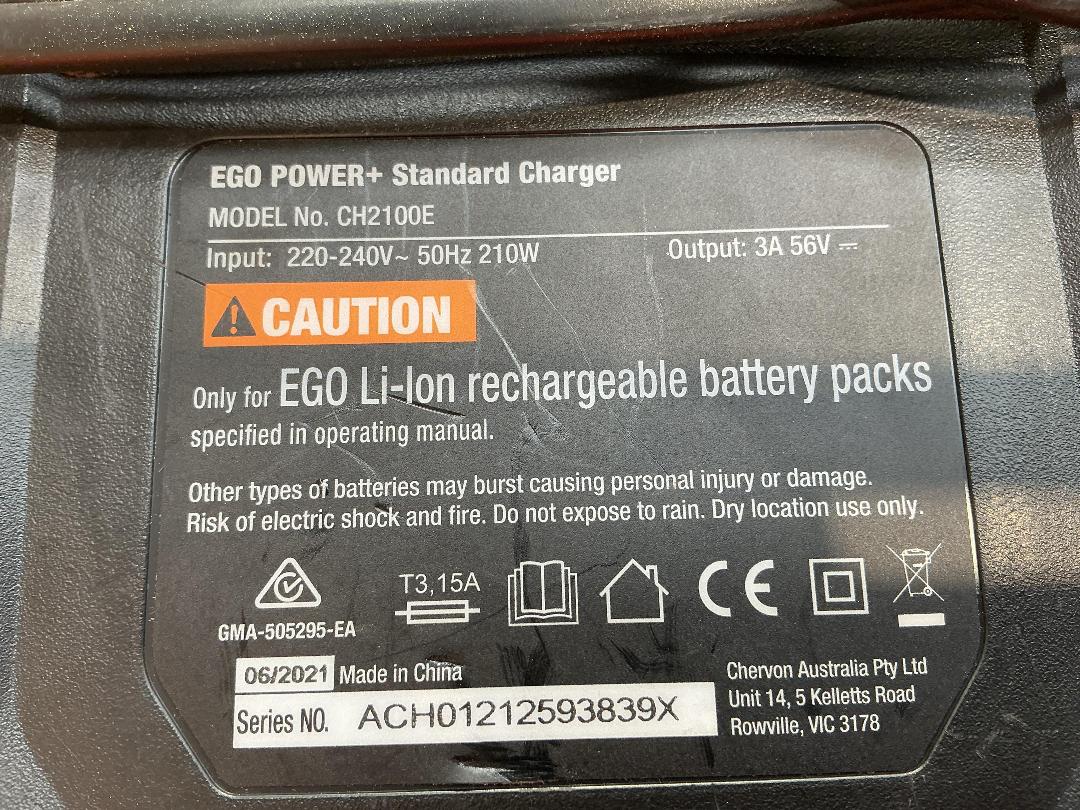 EGO POWER+ Standard Charger
MODEL No. CH2100E
Input: 220-240V~ 50Hz 210W Output: 3A 56V ⎓
CAUTION
Only for EGO Li-Ion rechargeable battery packs
specified in operating manual.
Other types of batteries may burst causing personal injury or damage.
Risk of electric shock and fire. Do not expose to rain. Dry location use only.
T3,15A
CE
GMA-505295-EA
06/2021 Made in China
Series NO. ACH01212593839X
Chervon Australia Pty Ltd
Unit 14, 5 Kelletts Road
Rowville, VIC 3178